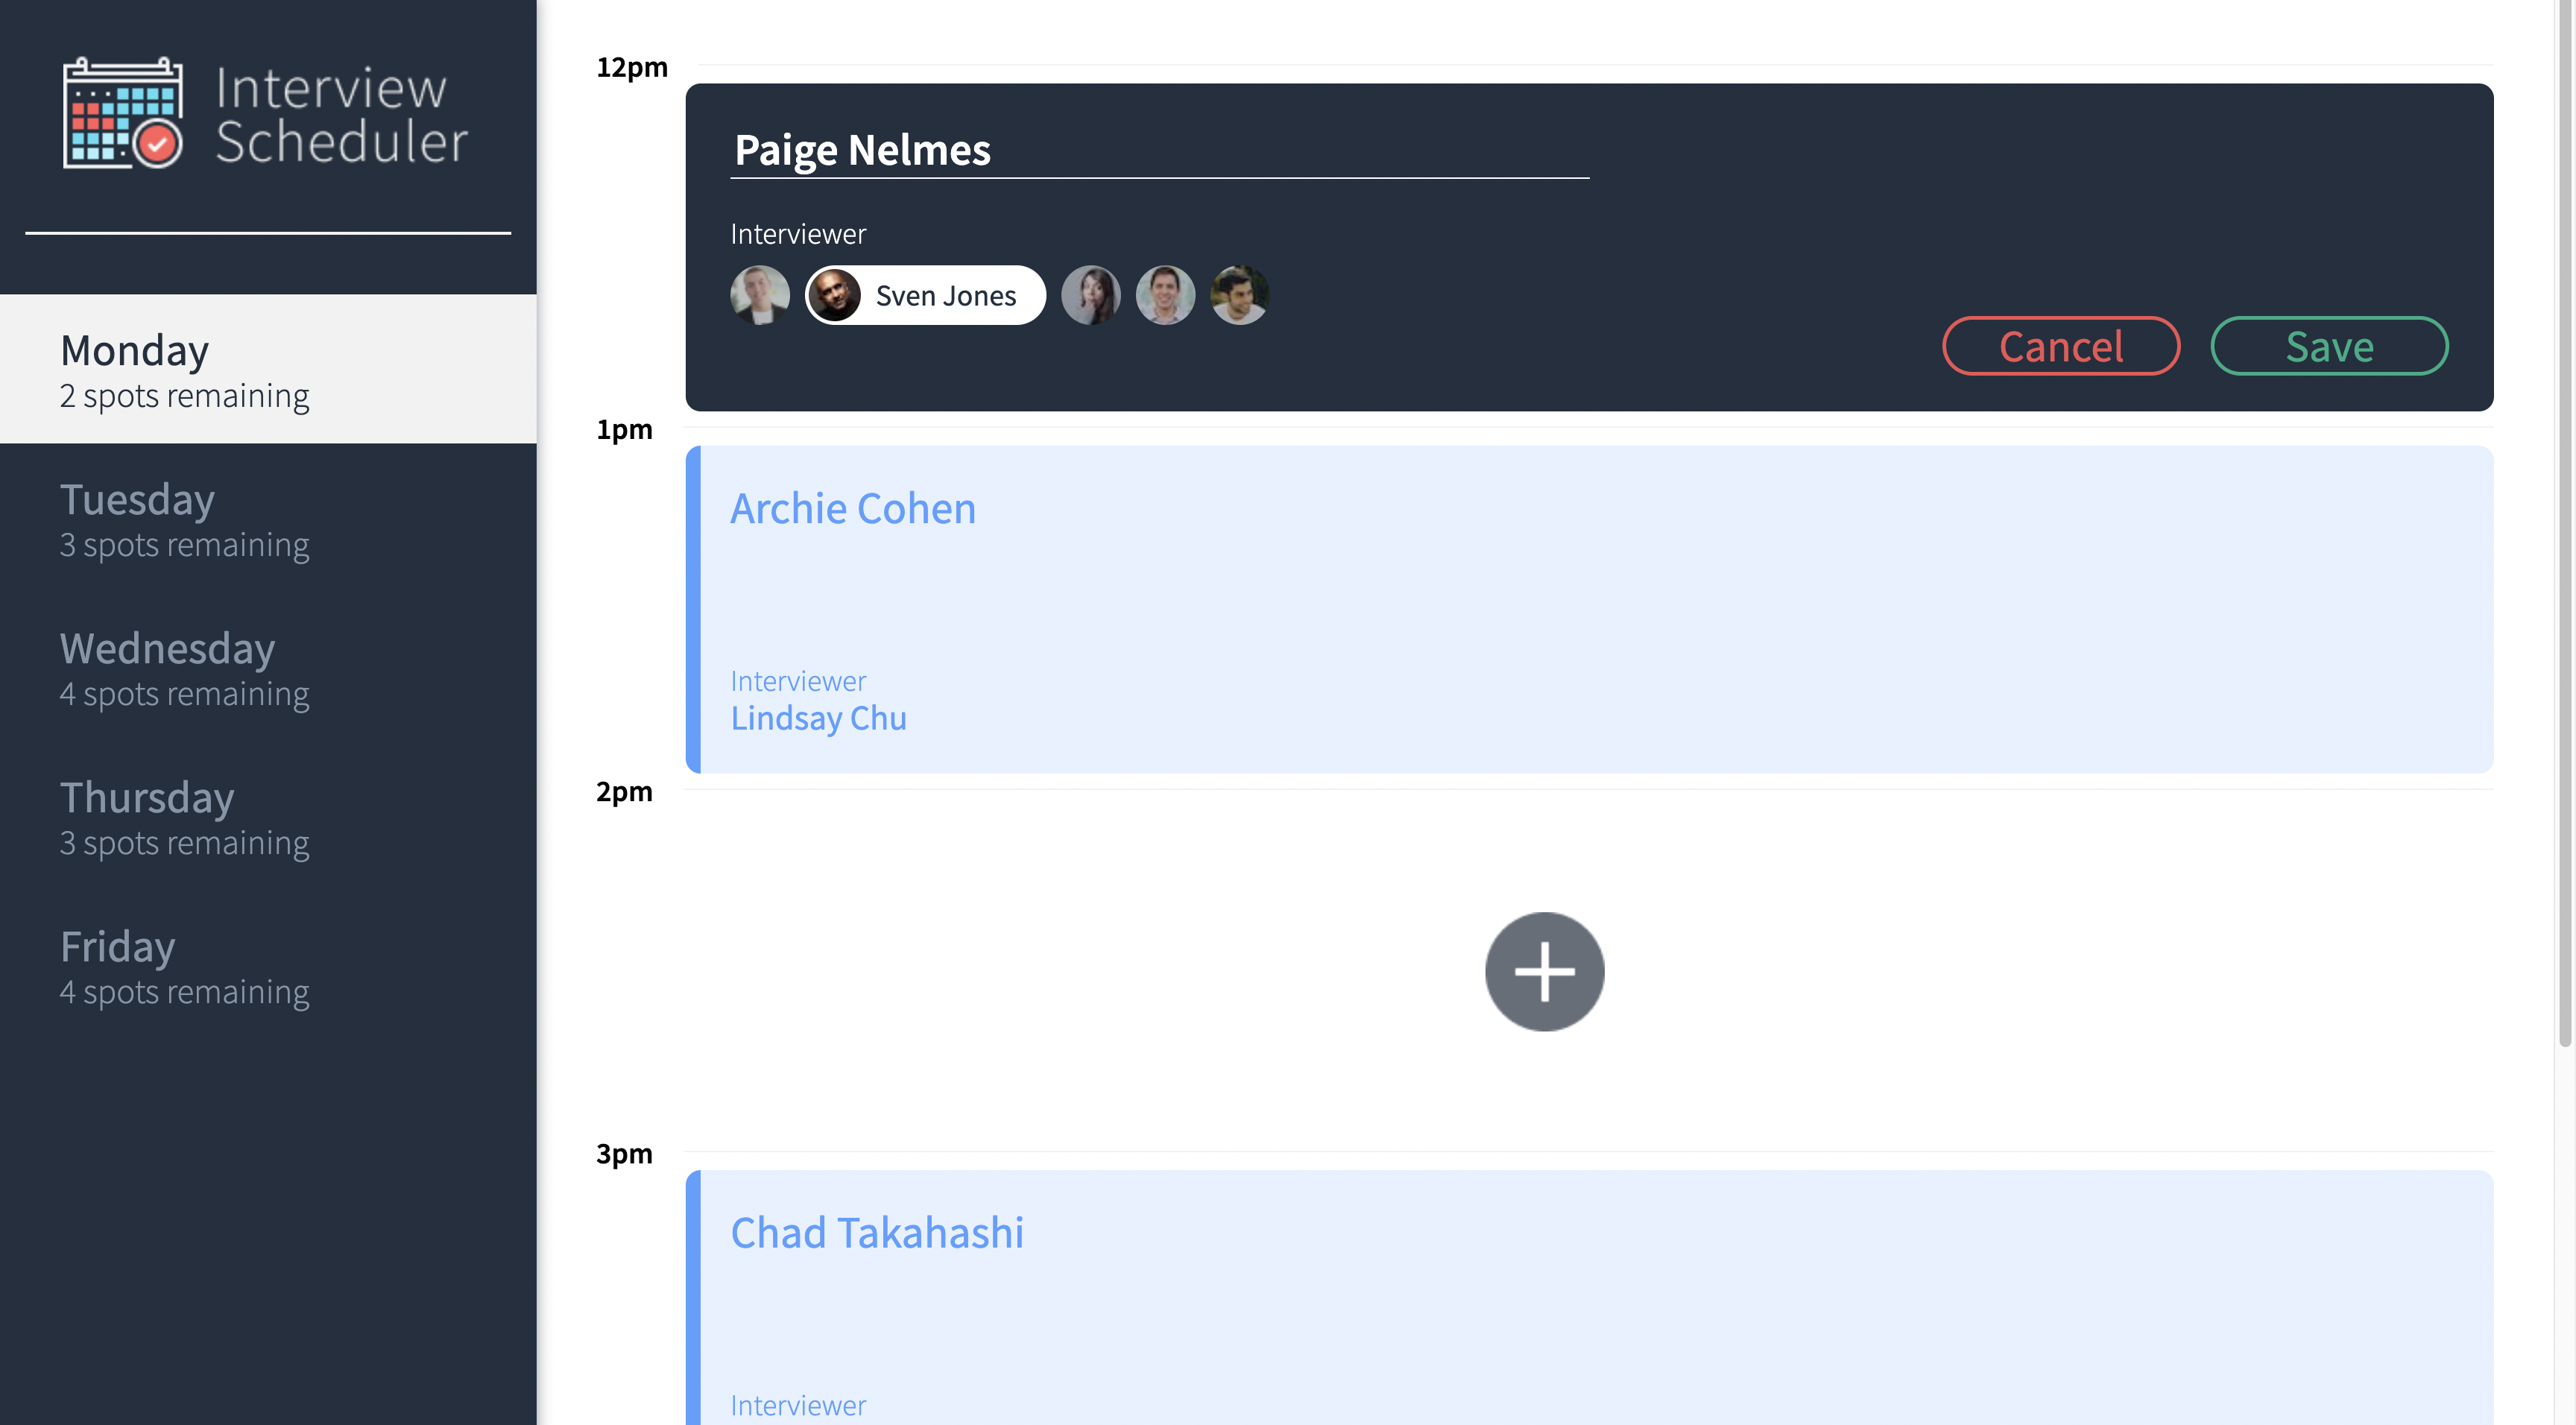 Interview
Scheduler
Monday
2 spots remaining
Tuesday
3 spots remaining
Wednesday
4 spots remaining
Thursday
3 spots remaining
Friday
4 spots remaining
12pm
Paige Nelmes
Interviewer
Sven Jones
Cancel
Save
1pm
Archie Cohen
Interviewer
Lindsay Chu
2pm
3pm
Chad Takahashi
Interviewer